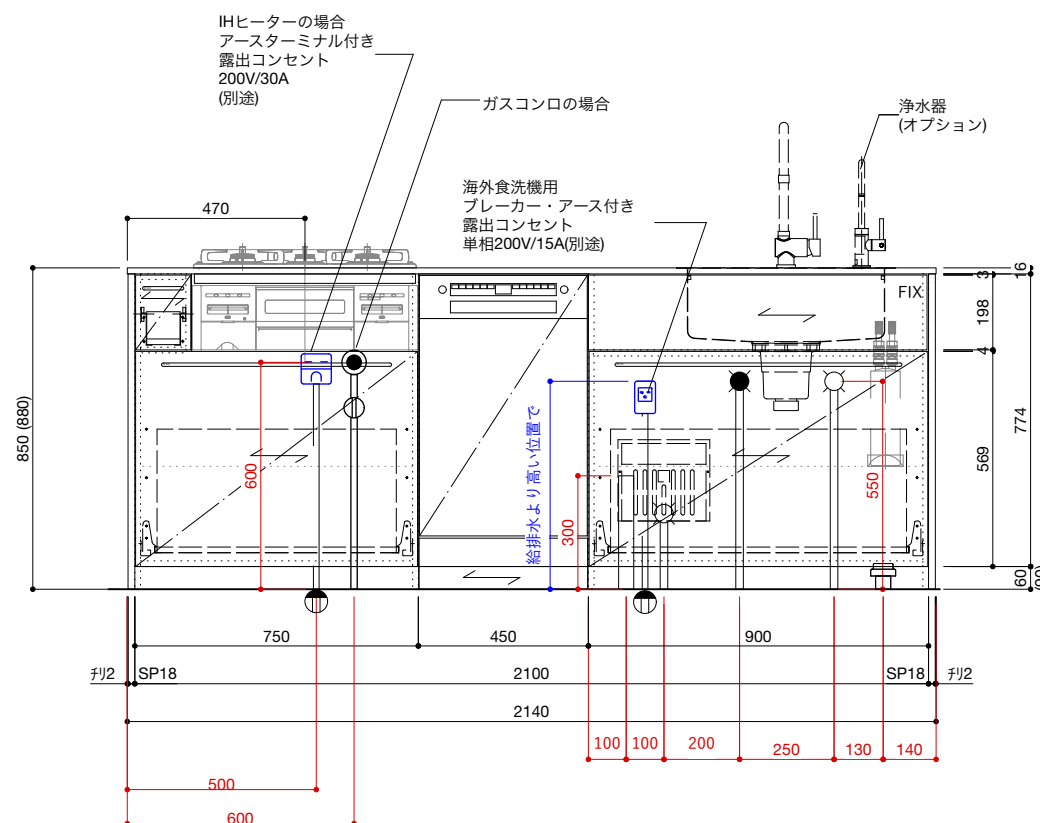 IHヒーターの場合
アースターミナル付き
露出コンセント
200V/30A
(別途)
ガスコンロの場合
浄水器
(オプション)
海外食洗機用
ブレーカー・アース付き
露出コンセント
単相200V/15A(別途)
470
16
3
FIX
198
4
850 (880)
774
569
600
給排水より高い位置で
300
550
60
(90)
750
450
900
チリ2
SP18
2100
SP18
チリ2
2140
100
100
200
250
130
140
500
600